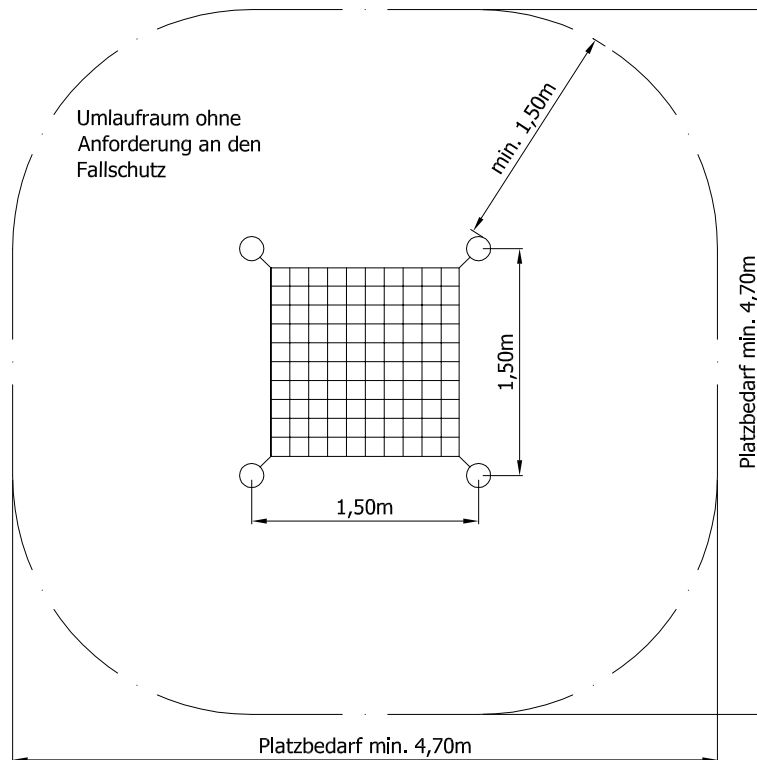 Umlaufraum ohne
Anforderung an den
Fallschutz
min. 1,50m
1,50m
Platzbedarf min. 4,70m
1,50m
Platzbedarf min. 4,70m